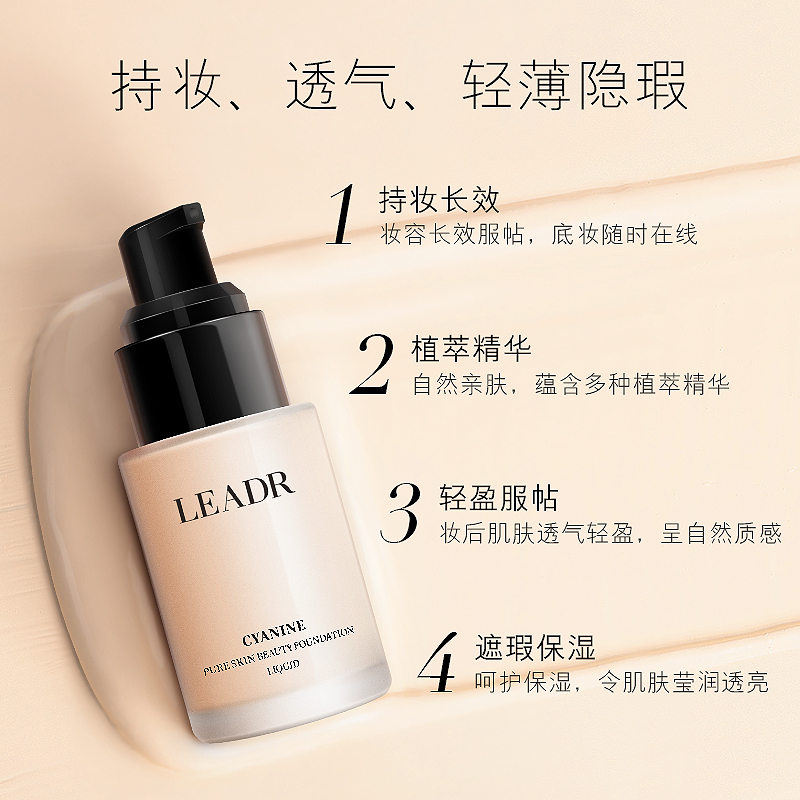 持妆、透气、轻薄隐瑕
1 持妆长效
妆容长效服帖，底妆随时在线
2 植萃精华
自然亲肤，蕴含多种植萃精华
3 轻盈服帖
妆后肌肤透气轻盈，呈自然质感
4 遮瑕保湿
呵护保湿，令肌肤莹润透亮
LEADR
CYANINE
PURE SKIN BEAUTY FOUNDATION
LIQUID